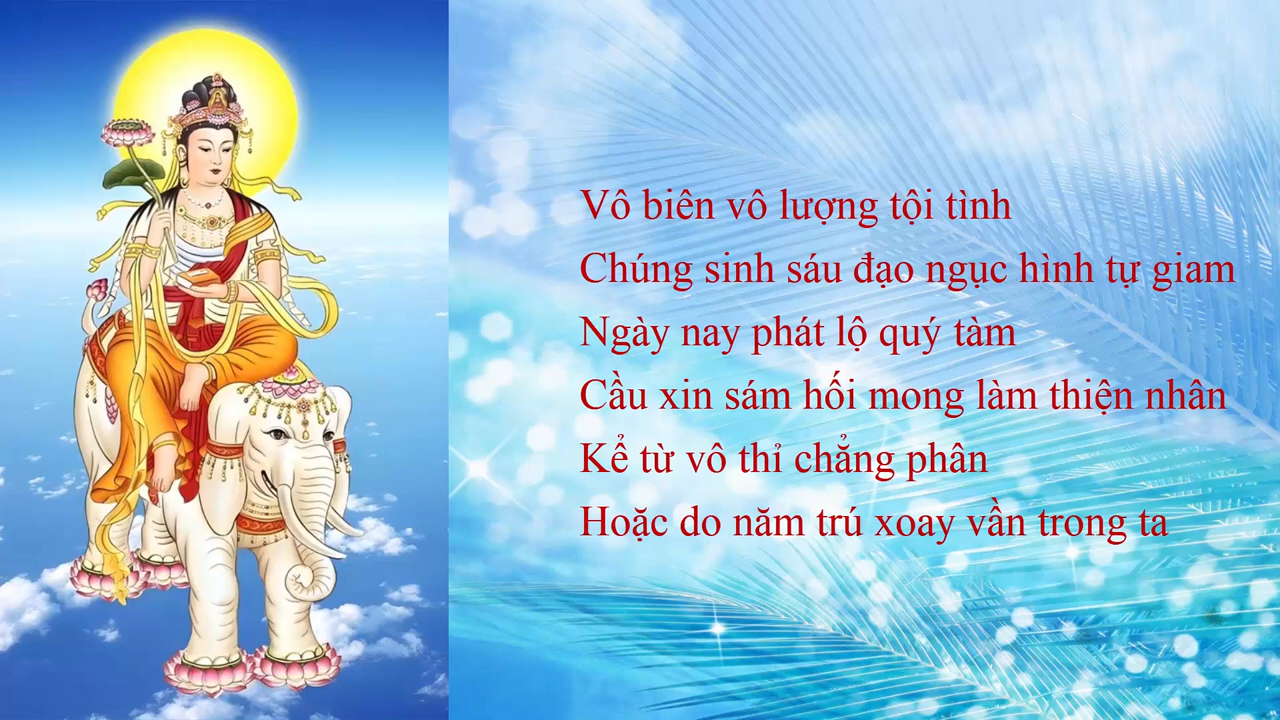 Vô biên vô lượng tội tình
Chúng sinh sáu đạo ngục hình tự giam
Ngày nay phát lộ quý tàm
Cầu xin sám hối mong làm thiện nhân
Kể từ vô thỉ chẳng phân
Hoặc do năm trú xoay vần trong ta